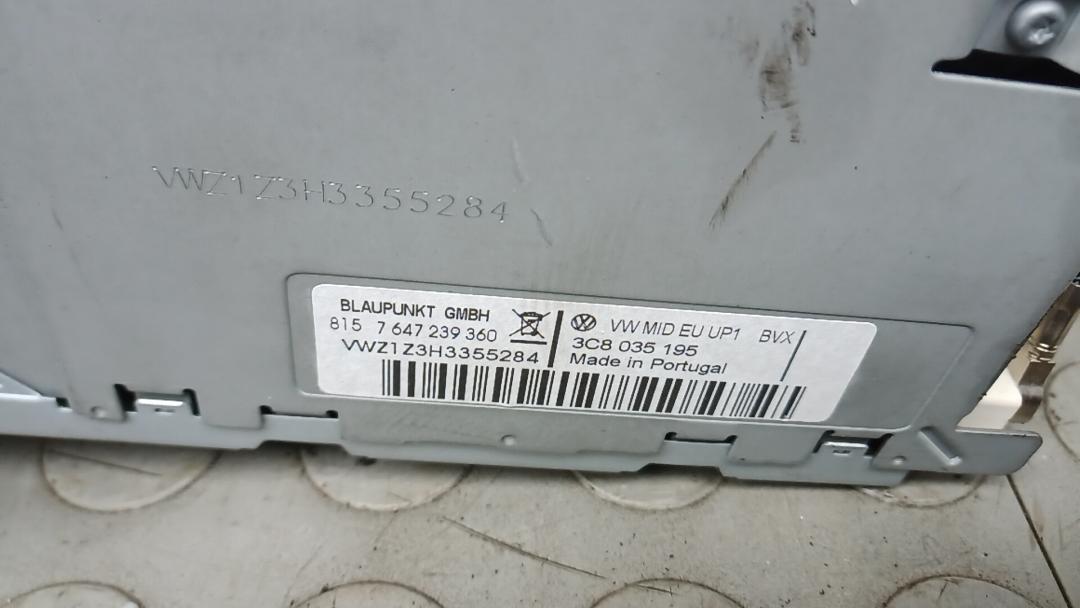 VWZ1Z3H3355284
BLAUPUNKT GMBH
815 7 647 239 360
VWZ1Z3H3355284
VW MID EU UP1 BVX
3C8 035 195
Made in Portugal